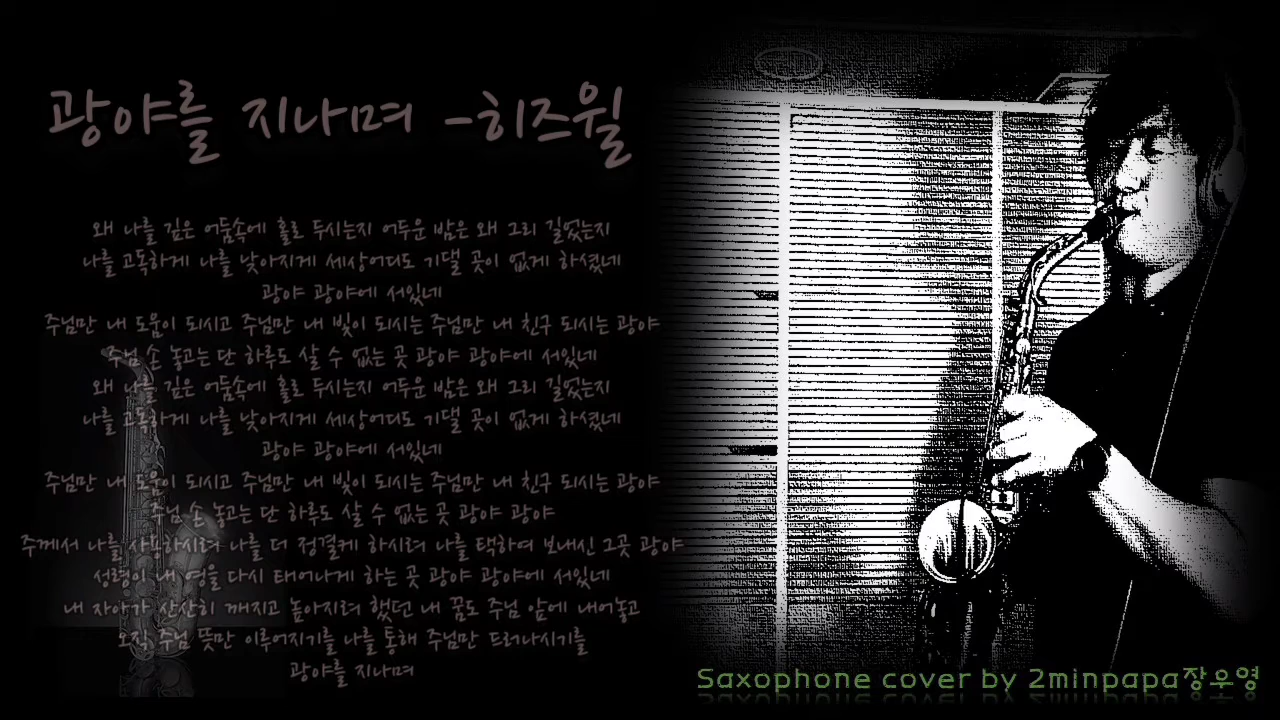 광야를 지나며 -히즈윌
왜 나를 깊은 어둠속에 홀로 두시는지 어두운 밤은 왜 그리 길었는지
나를 고독하게 나를 낮아지게 세상어디도 기댈 곳이 없게 하셨네
광야 광야에 서있네
주님만 내 도움이 되시고 주님만 내 빛이 되시는 주님만 내 친구 되시는 광야
주님 손 놓고는 단 하루도 살 수 없는 곳 광야 광야에 서있네
왜 나를 깊은 어둠속에 홀로 두시는지 어두운 밤은 왜 그리 길었는지
나를 고독하게 나를 낮아지게 세상어디도 기댈 곳이 없게 하셨네
광야 광야에 서있네
주님만 내 도움이 되시고 주님만 내 빛이 되시는 주님만 내 친구 되시는 광야
주님 손 놓고는 단 하루도 살 수 없는 곳 광야 광야
주께서 나를 사용하시려 나를 더 정결케 하시려 나를 택하여 보내신 그곳 광야
성령이 다시 태어나게 하는 곳 광야 광야에 서있네
내 자아가 깨지고 높아지려 했던 내 꿈도 주님 앞에 내어놓고
오직 주님 뜻만 이루어지기를 나를 통해 주님만 드러나시기를
광야를 지나며
Saxophone cover by 2minpapa장우영